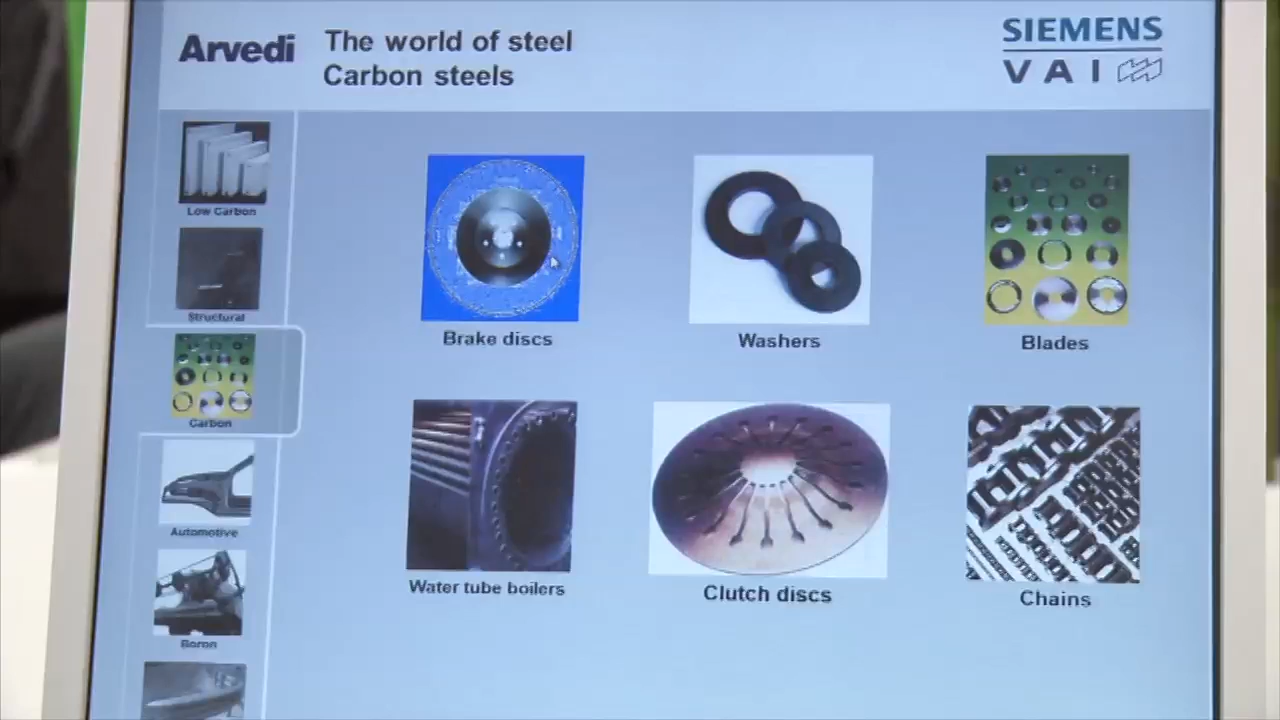 Arvedi
The world of steel
Carbon steels
SIEMENS
VAI
Low Carbon
Structural
Carbon
Automotive
Boron
Brake discs
Washers
Blades
Water tube boilers
Clutch discs
Chains